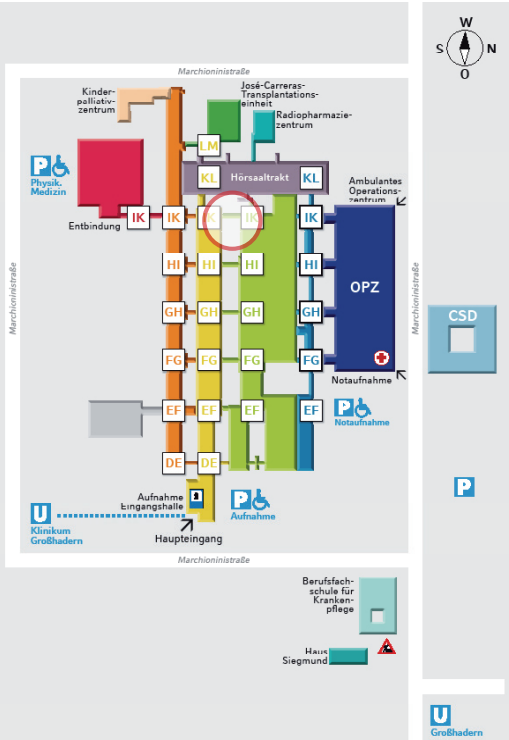 W
S
N
O
Marchioninistraße
Kinder-
palliativ-
zentrum
José-Carreras-
Transplantations-
einheit
Radiopharmazie-
zentrum
LM
P
Physik.
Medizin
KL
Hörsaaltrakt
KL
Ambulantes
Operations-
zentrum
Entbindung
IK
IK
IK
IK
IK
HI
HI
HI
HI
OPZ
Marchioninistraße
Marchioninistraße
GH
GH
GH
GH
CSD
FG
FG
FG
FG
Notaufnahme
EF
EF
EF
EF
P
Notaufnahme
DE
DE
P
Aufnahme
Eingangshalle
P
Aufnahme
U
Klinikum
Großhadern
Haupteingang
Marchioninistraße
Berufsfach-
schule für
Kranken-
pflege
Haus
Siegmund
U
Großhadern